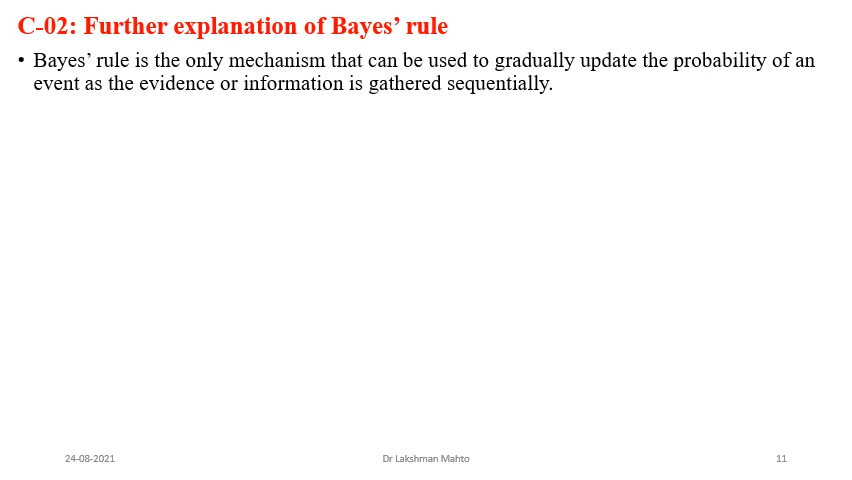 C-02: Further explanation of Bayes’ rule
• Bayes’ rule is the only mechanism that can be used to gradually update the probability of an
event as the evidence or information is gathered sequentially.
24-08-2021
Dr Lakshman Mahto
11